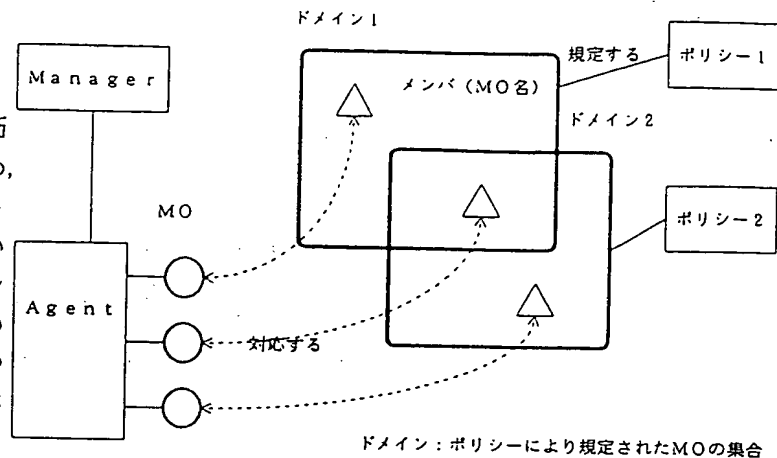 ドメイン1
Manager
規定する
ポリシー1
メンバ（MO名）
ドメイン2
MO
ポリシー2
Agent
対応する
ドメイン：ポリシーにより規定されたMOの集合